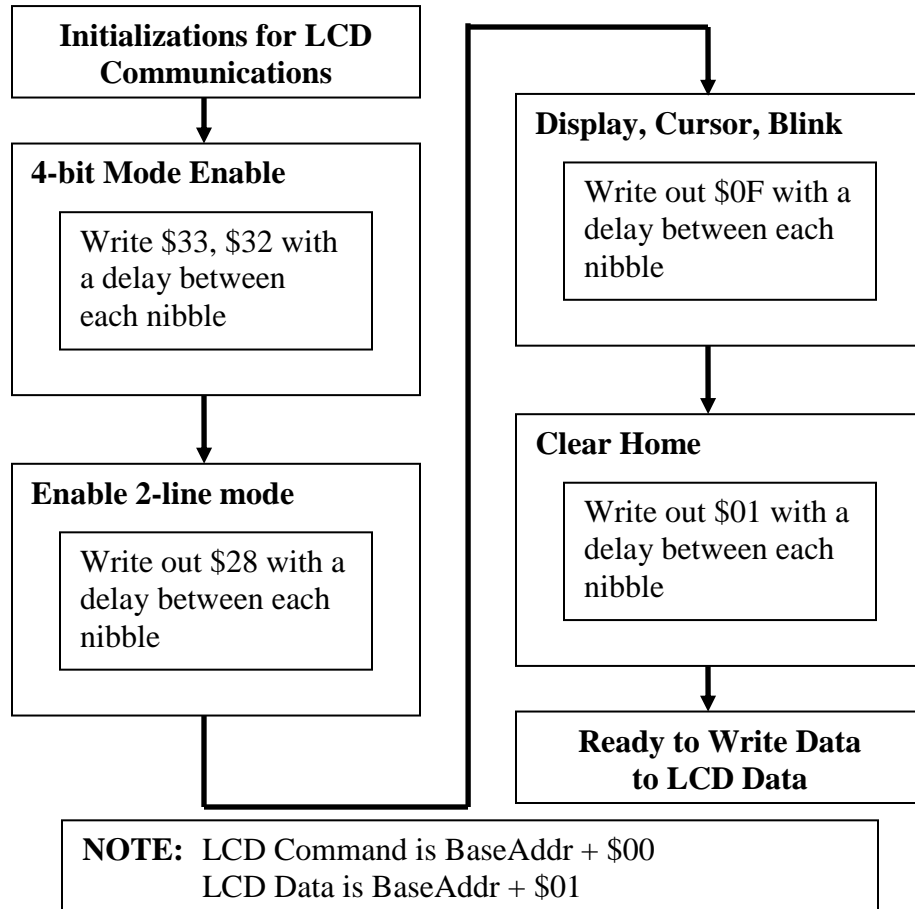 Initializations for LCD
Communications
4-bit Mode Enable
Write $33, $32 with
a delay between
each nibble
Enable 2-line mode
Write out $28 with a
delay between each
nibble
Display, Cursor, Blink
Write out $0F with a
delay between each
nibble
Clear Home
Write out $01 with a
delay between each
nibble
Ready to Write Data
to LCD Data
NOTE: LCD Command is BaseAddr + $00
LCD Data is BaseAddr + $01